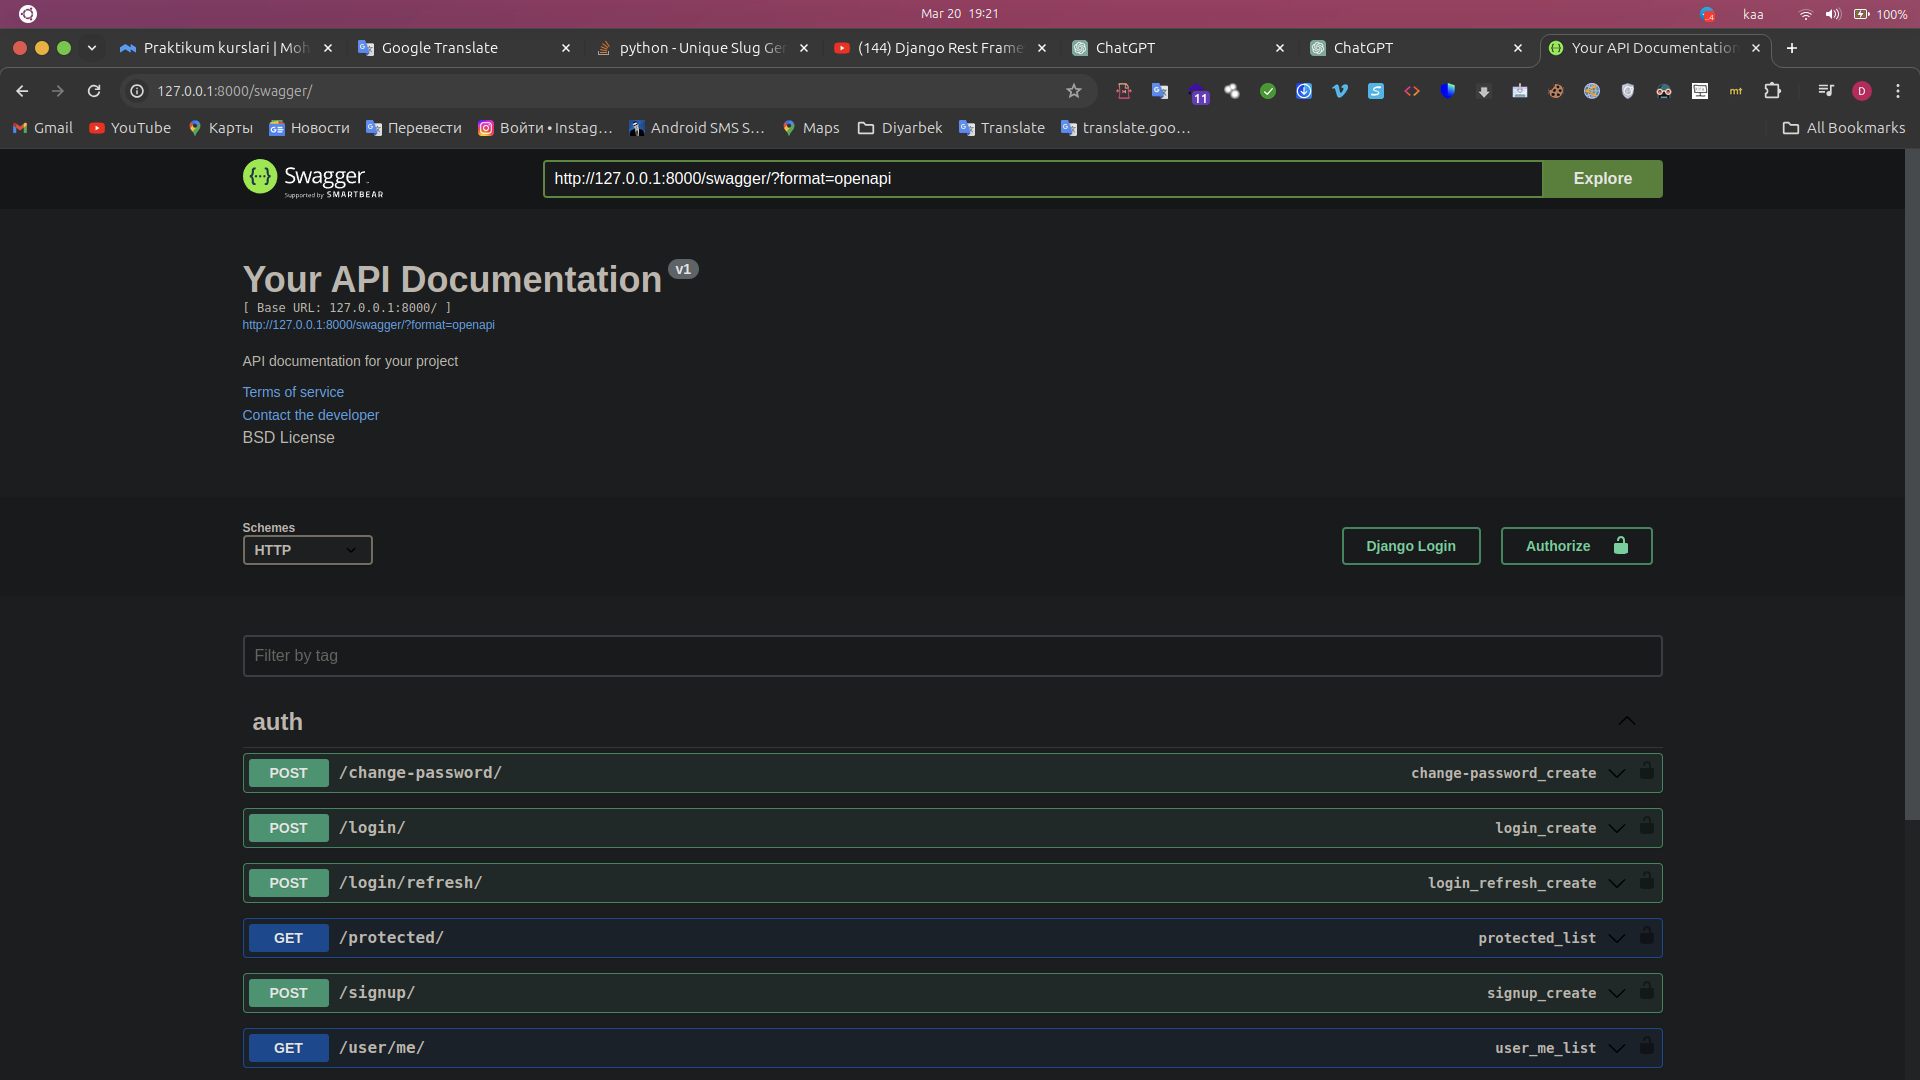 Mar 20 19:21
kaa
100%
Praktikum kurslari | Moh
Google Translate
python - Unique Slug Ger
(144) Django Rest Frame
ChatGPT
ChatGPT
Your API Documentation
127.0.0.1:8000/swagger/
11
D
Gmail
YouTube
Карты
Новости
Перевести
Войти • Instag…
Android SMS S…
Maps
Diyarbek
Translate
translate.goo…
All Bookmarks
Swagger
Supported by SMARTBEAR
http://127.0.0.1:8000/swagger/?format=openapi
Explore
Your API Documentation v1
[ Base URL: 127.0.0.1:8000/ ]
http://127.0.0.1:8000/swagger/?format=openapi
API documentation for your project
Terms of service
Contact the developer
BSD License
Schemes
HTTP
Django Login
Authorize
Filter by tag
auth
POST /change-password/ change-password_create
POST /login/ login_create
POST /login/refresh/ login_refresh_create
GET /protected/ protected_list
POST /signup/ signup_create
GET /user/me/ user_me_list